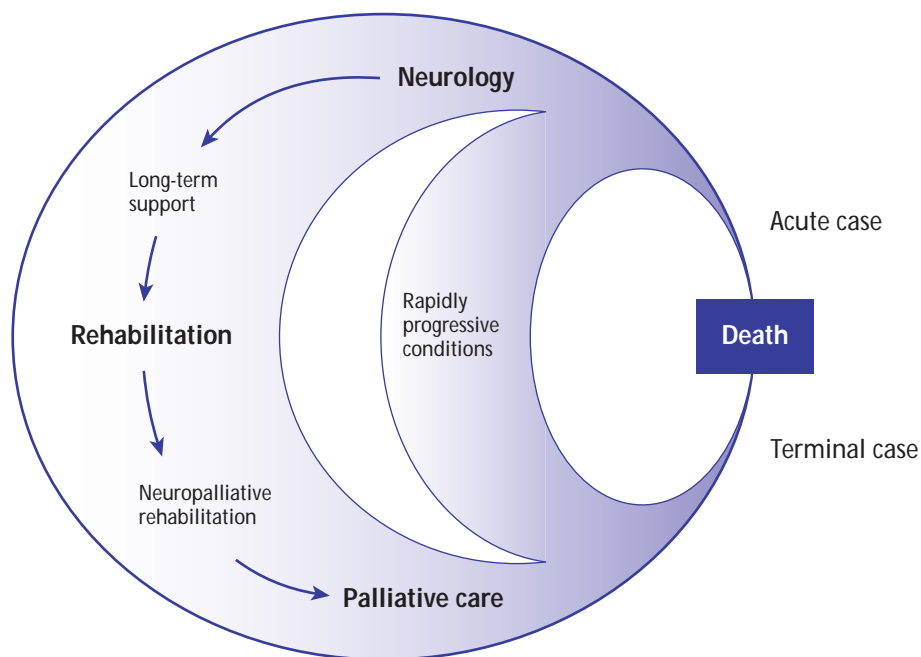 Neurology
Long-term
support
Rehabilitation
Neuropalliative
rehabilitation
Palliative care
Rapidly
progressive
conditions
Acute case
Death
Terminal case